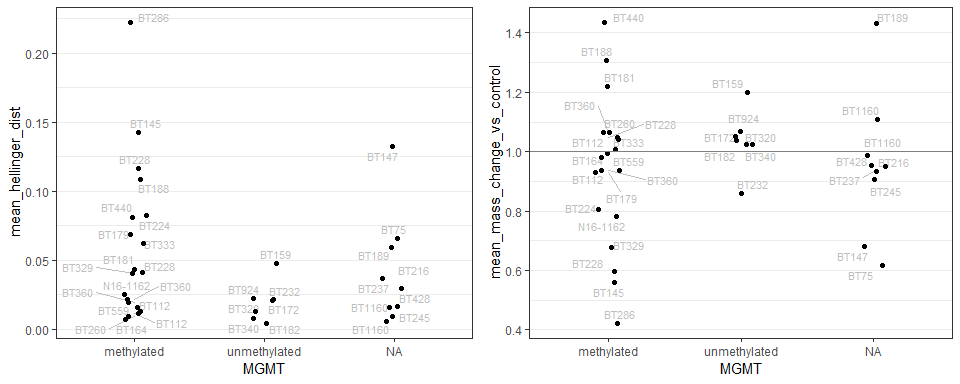 mean_hellinger_dist
0.20
0.15
0.10
0.05
0.00
BT286
BT145
BT228
BT188
BT440
BT224
BT179
BT333
BT181
BT329
BT228
N16-1162
BT360
BT360
BT112
BT559
BT260
BT164
BT112
BT159
BT924
BT232
BT320
BT172
BT340
BT182
BT147
BT75
BT189
BT216
BT237
BT428
BT1160
BT245
BT1160
methylated
unmethylated
NA
MGMT
mean_mass_change_vs_control
1.4
1.2
1.0
0.8
0.6
0.4
BT440
BT188
BT181
BT360
BT260
BT228
BT112
BT333
BT164
BT559
BT112
BT360
BT179
BT224
N16-1162
BT329
BT228
BT145
BT286
BT159
BT924
BT172
BT320
BT182
BT340
BT232
BT189
BT1160
BT1160
BT428
BT216
BT237
BT245
BT147
BT75
methylated
unmethylated
NA
MGMT